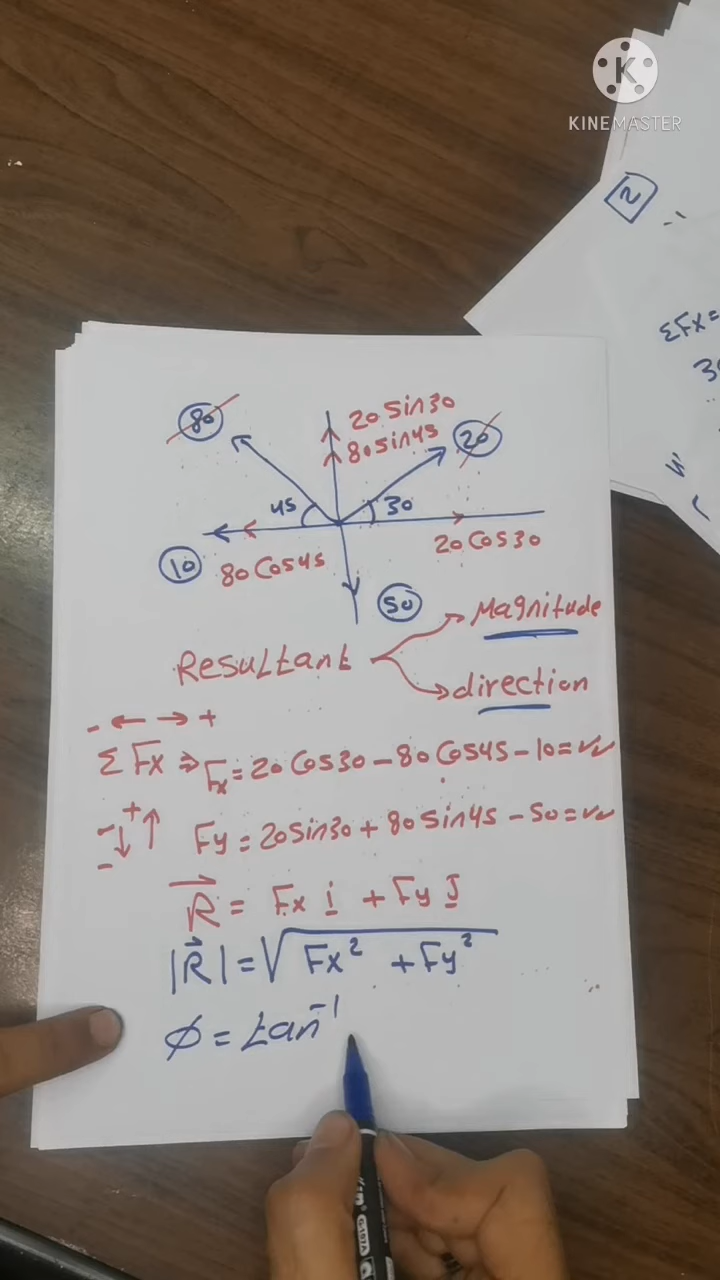 KINEMASTER
2
ΣFx=
80
20 Sin30
80 sin45
20
45
30
10
80 Cos45
20 Cos30
50
Resultant
Magnitude
direction
- ← → +
ΣFx ⇒ Fx = 20 Cos30 - 80 Cos45 - 10 = ✓✓
- ↓ + ↑ Fy = 20 sin30 + 80 sin45 - 50 = ✓✓
R = Fx i + Fy J
|R| = √Fx² + Fy²
ϕ = tan⁻¹